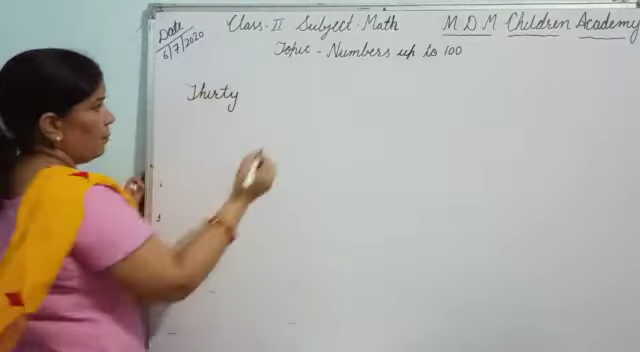 Date
6/7/2020
Class-II Subject-Math
M D M Children Academy
Topic - Numbers up to 100
Thirty